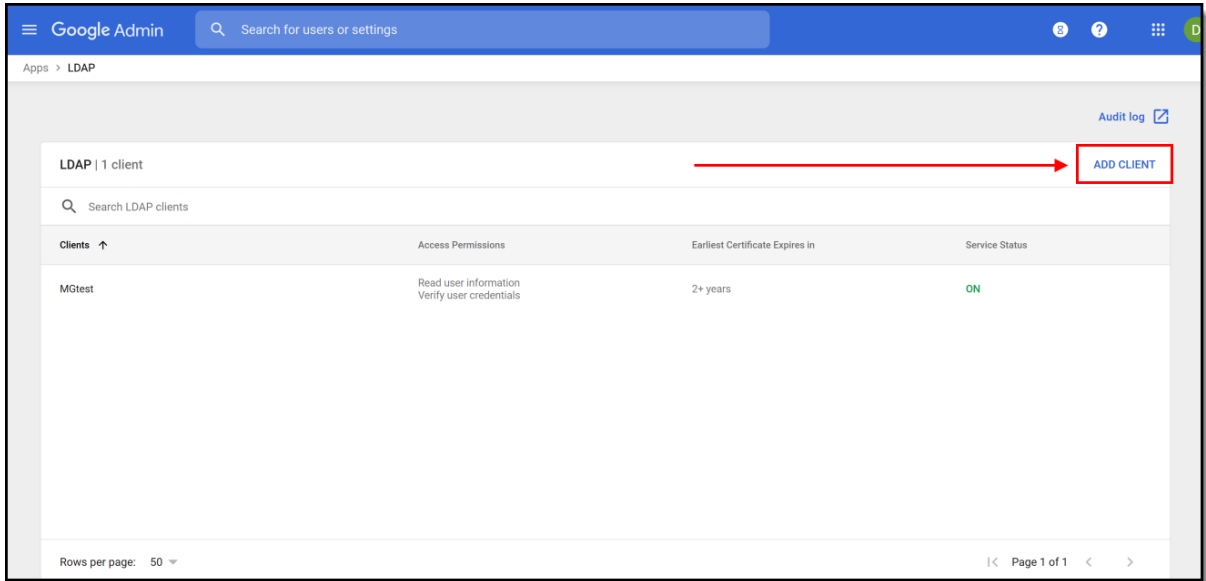 Google Admin
Search for users or settings
8
?
D
Apps > LDAP
Audit log
LDAP | 1 client
ADD CLIENT
Search LDAP clients
Clients
Access Permissions
Earliest Certificate Expires in
Service Status
MGtest
Read user information
Verify user credentials
2+ years
ON
Rows per page: 50
Page 1 of 1